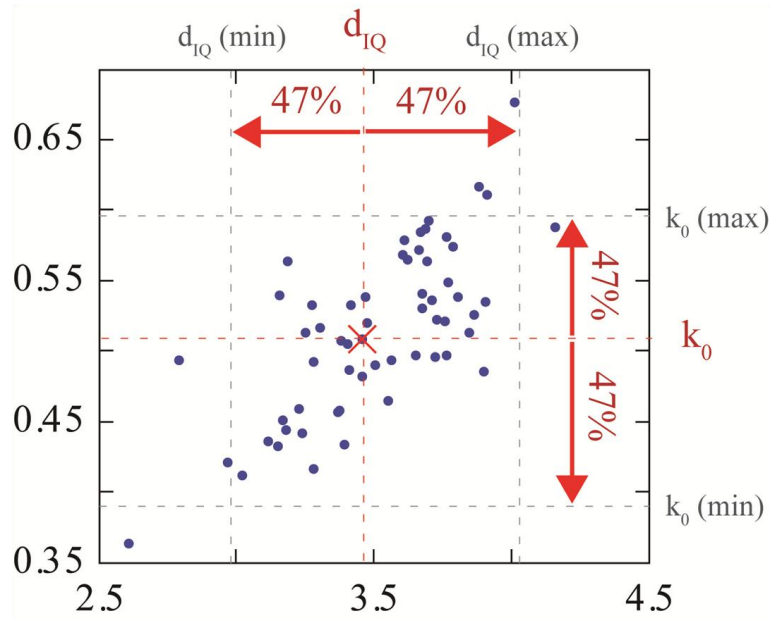 d_IQ (min) d_IQ d_IQ (max)
47% 47%
0.65
k_0 (max)
0.55
47%
k_0
47%
0.45
k_0 (min)
0.35
2.5 3.5 4.5